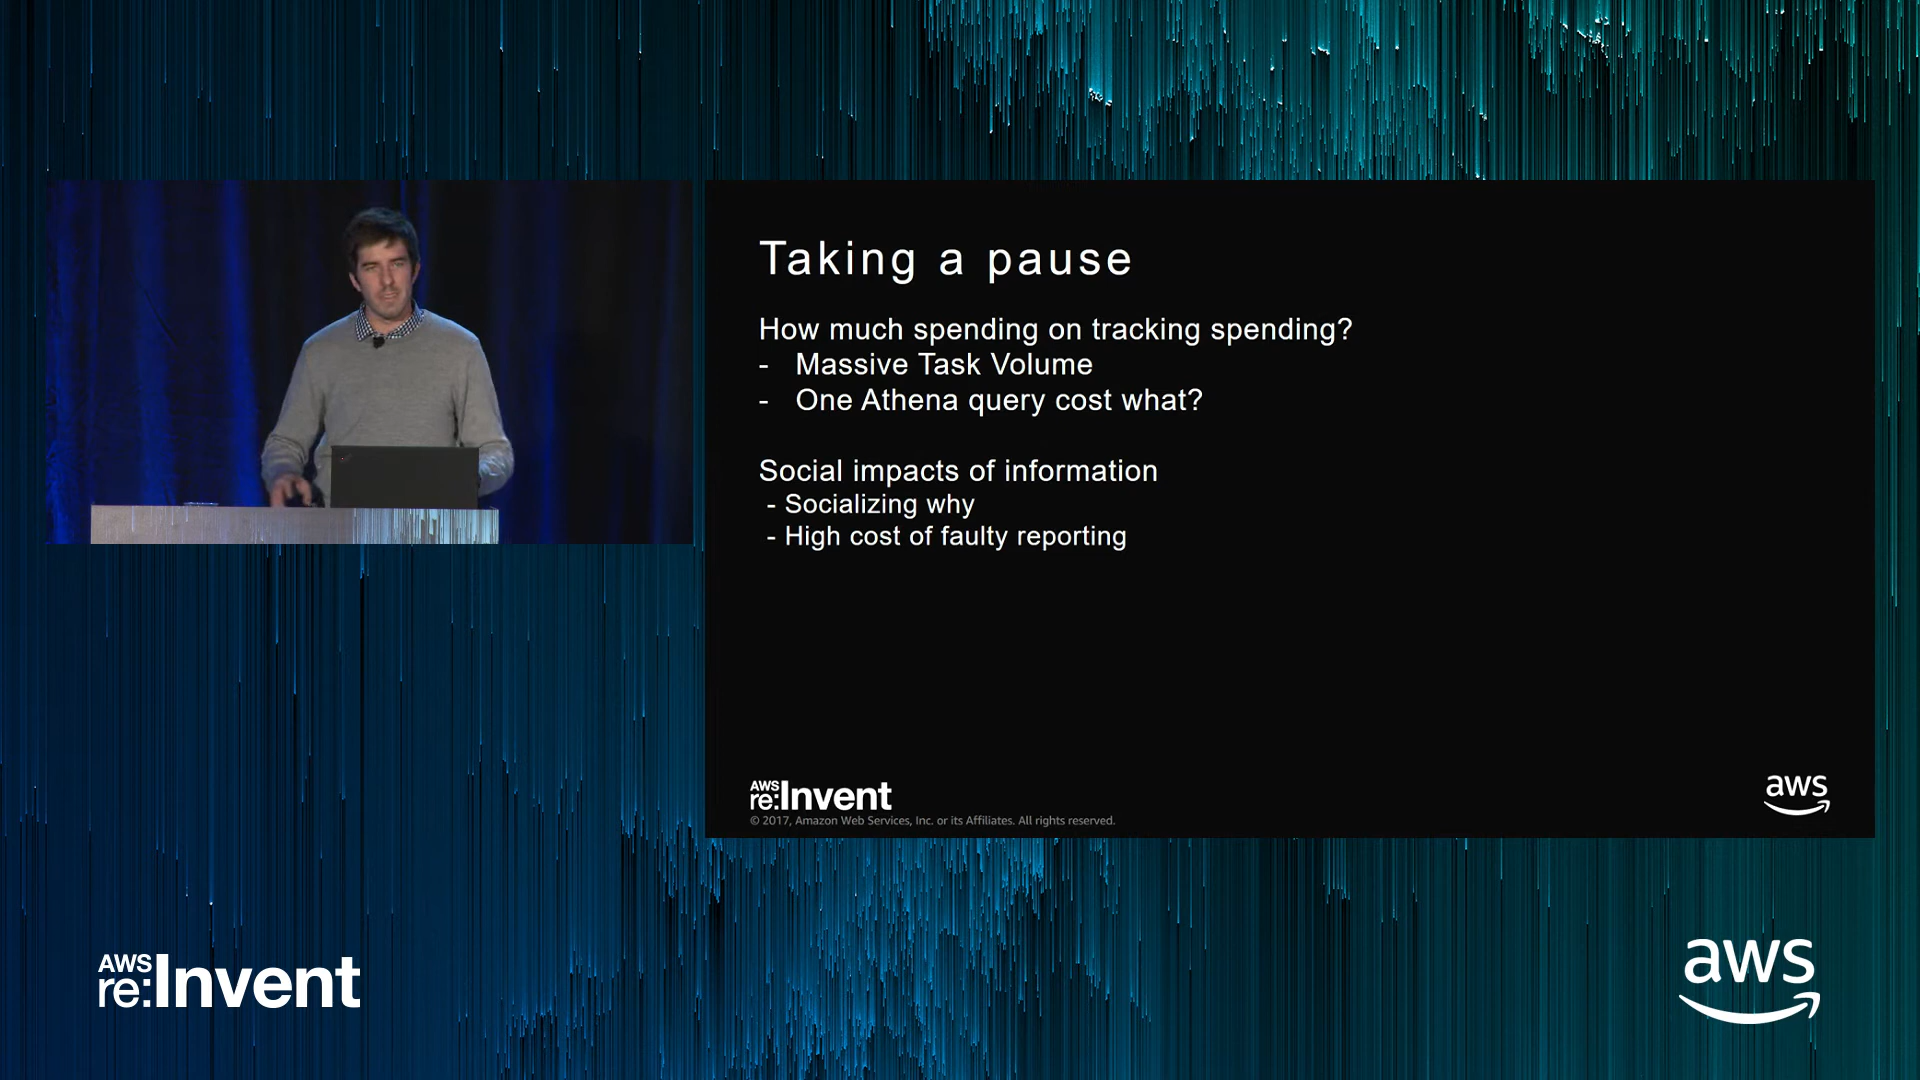 Taking a pause
How much spending on tracking spending?
- Massive Task Volume
- One Athena query cost what?
Social impacts of information
- Socializing why
- High cost of faulty reporting
AWS
re:Invent
© 2017, Amazon Web Services, Inc. or its Affiliates. All rights reserved.
aws
AWS
re:Invent
aws